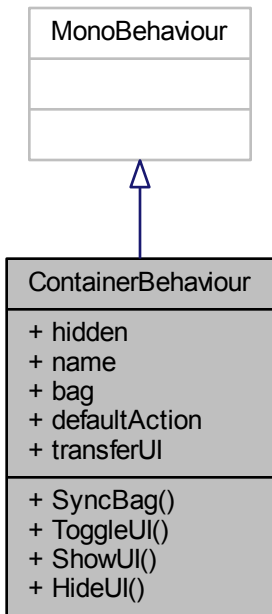 MonoBehaviour
ContainerBehaviour
+ hidden
+ name
+ bag
+ defaultAction
+ transferUI
+ SyncBag()
+ ToggleUI()
+ ShowUI()
+ HideUI()